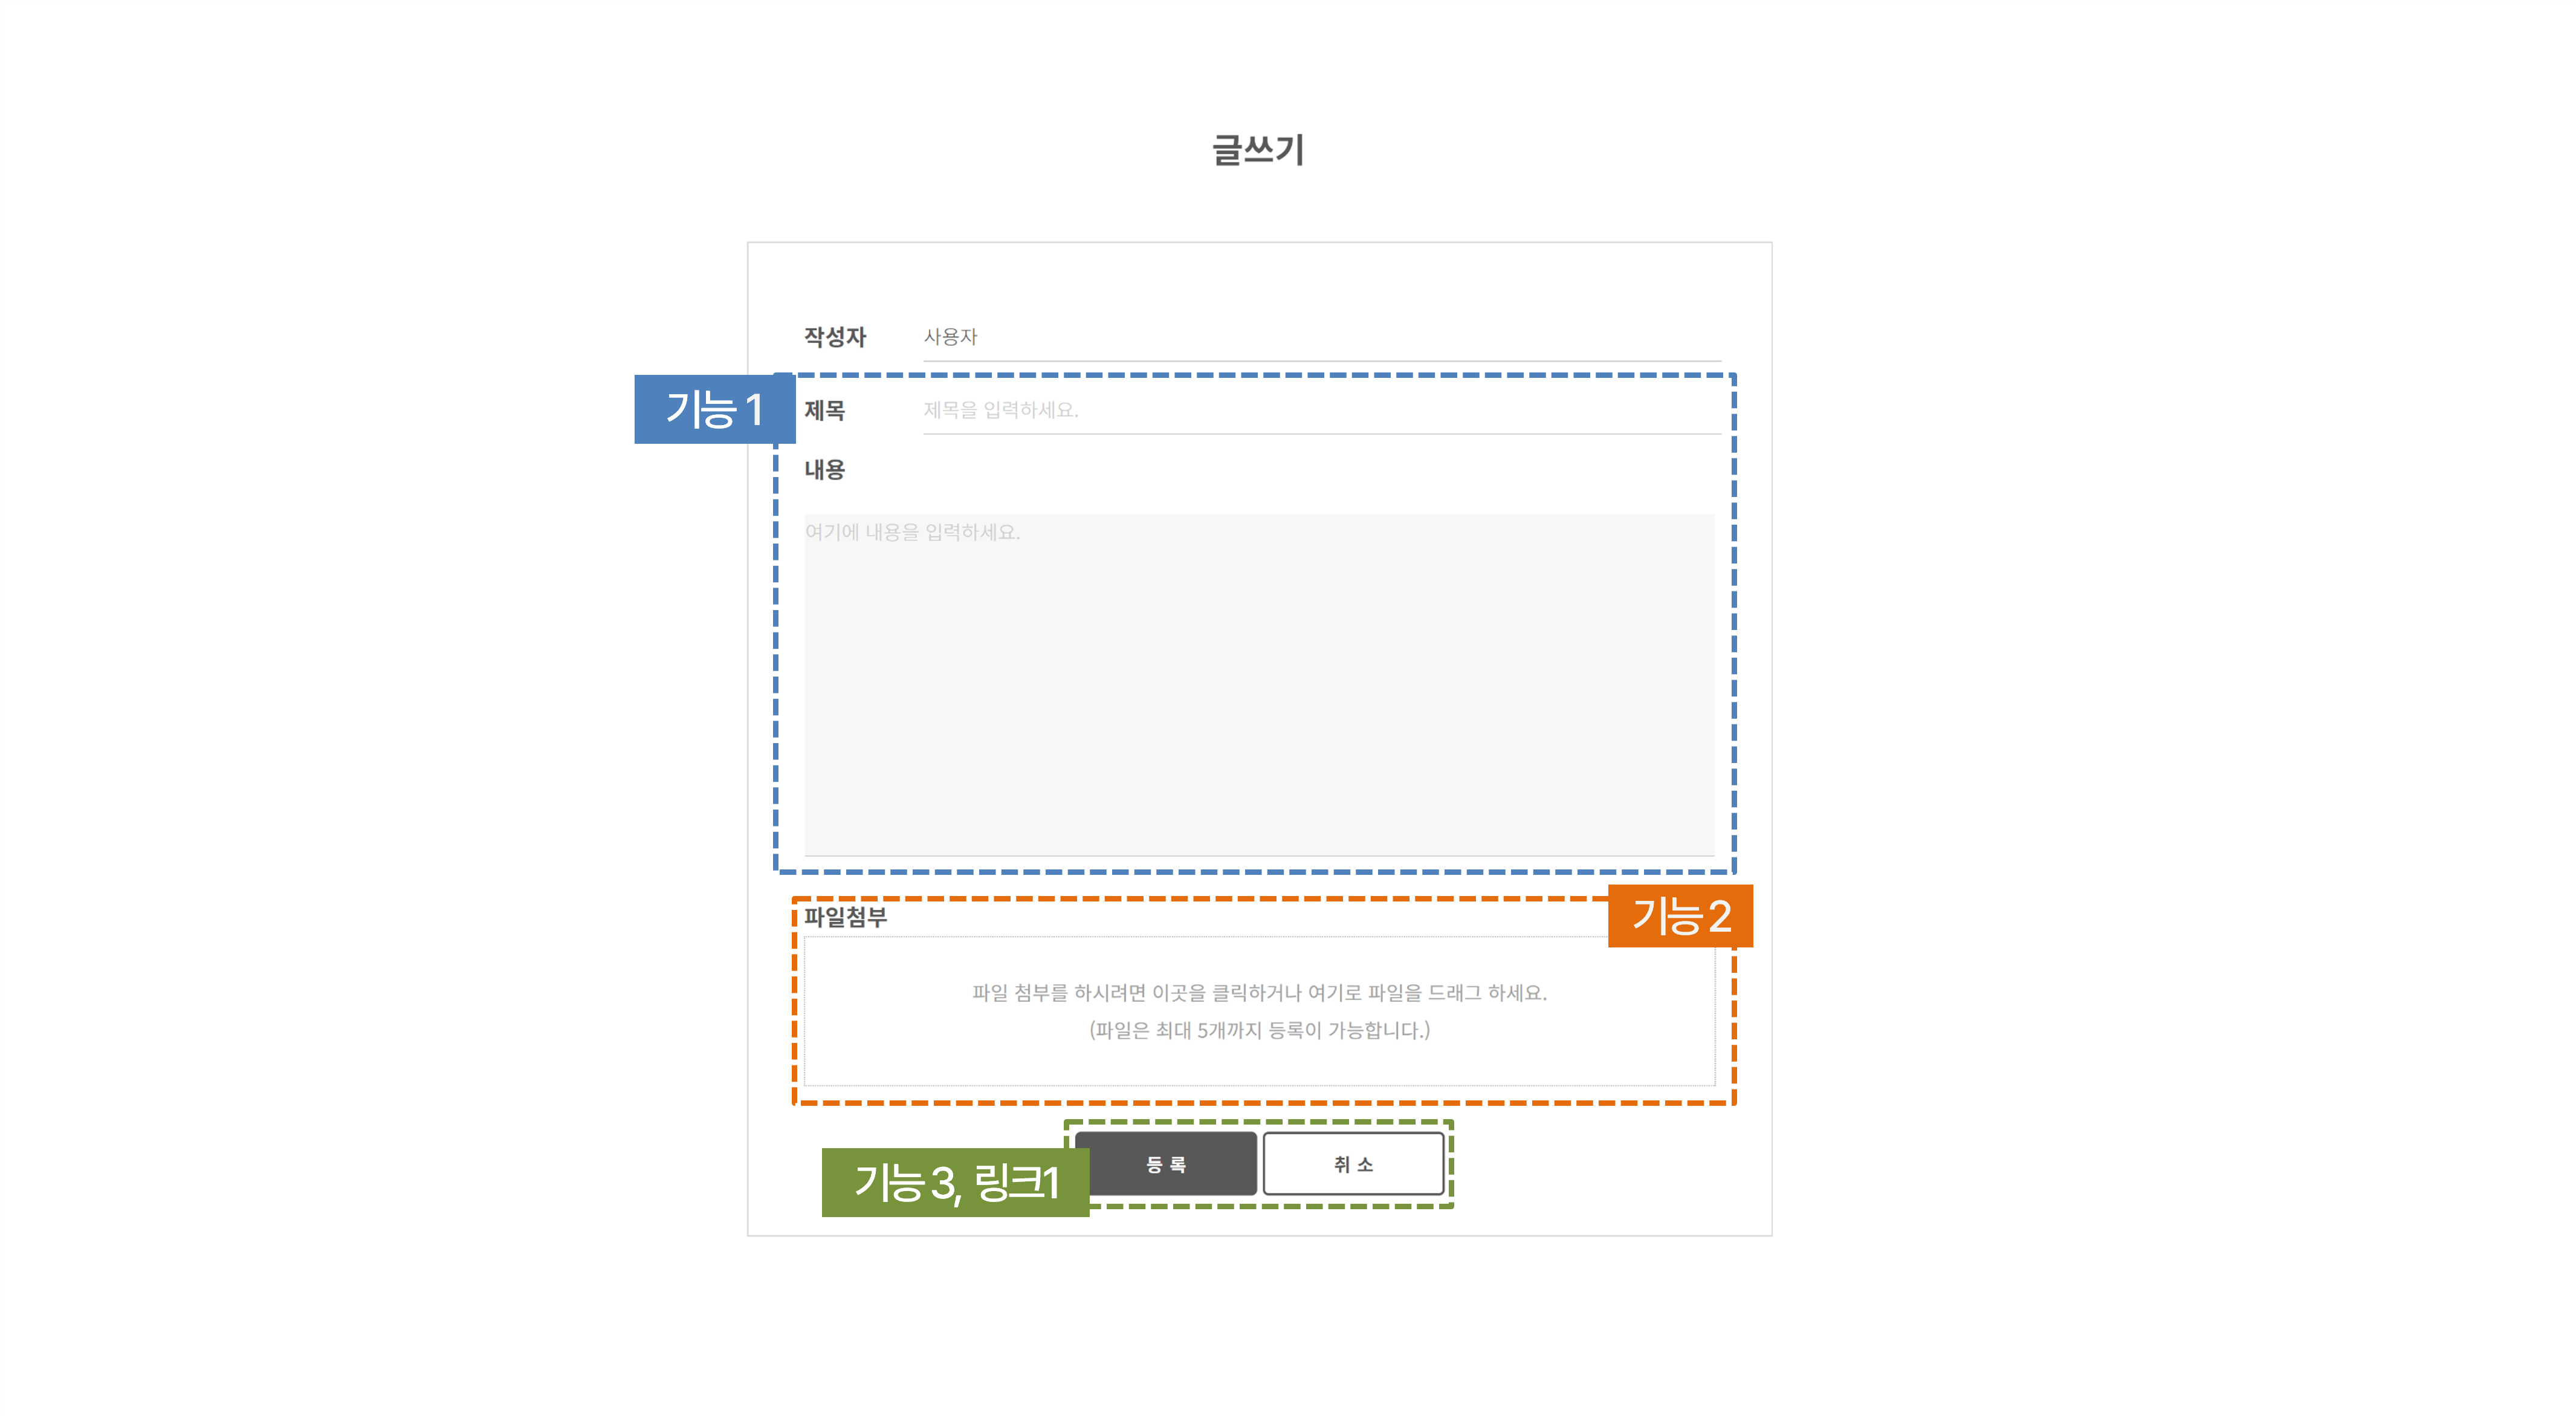 글쓰기
작성자 사용자
기능 1
제목 제목을 입력하세요.
내용
여기에 내용을 입력하세요.
파일첨부
기능 2
파일 첨부를 하시려면 이곳을 클릭하거나 여기로 파일을 드래그 하세요.
(파일은 최대 5개까지 등록이 가능합니다.)
기능 3, 링크1
등 록 취 소